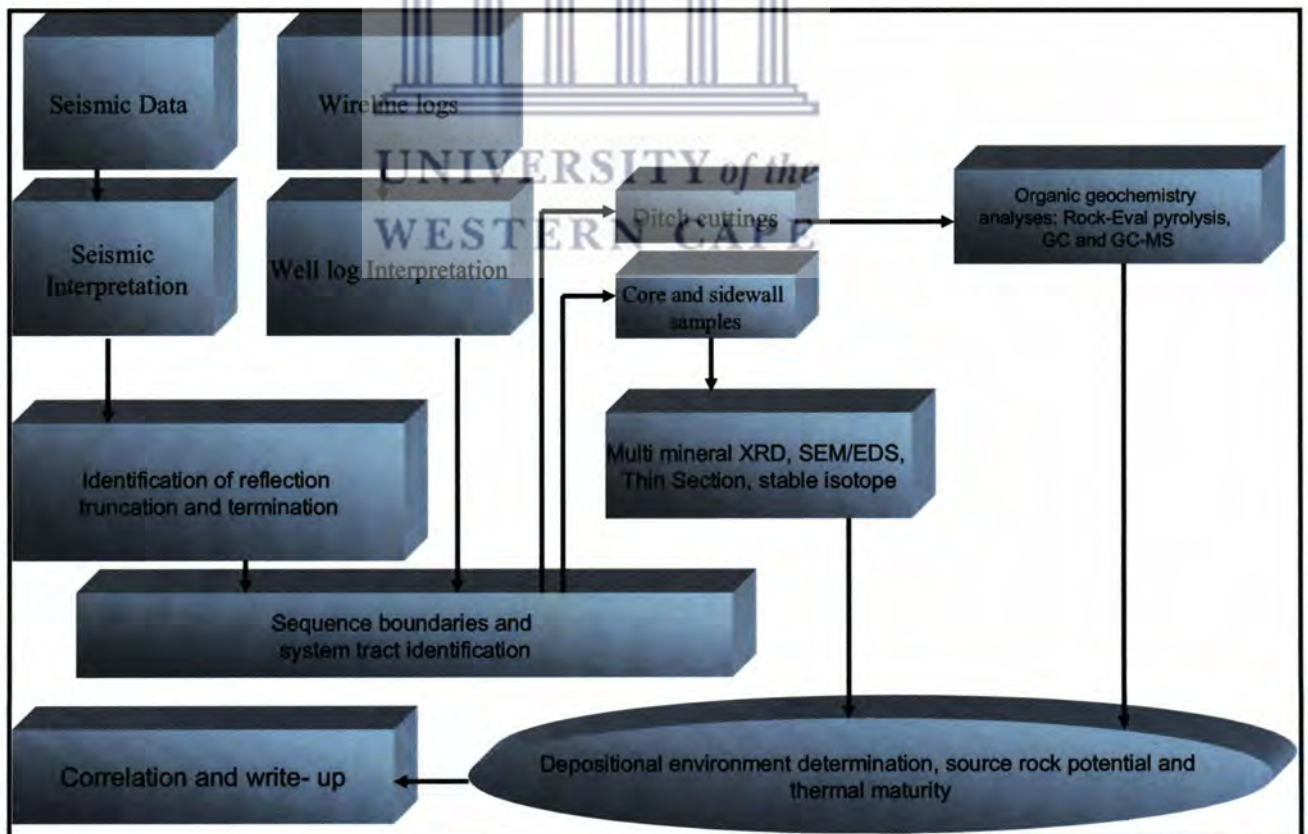 Seismic Data
Wireline logs
UNIVERSITY of the
WESTERN CAPE
Seismic
Interpretation
Well log Interpretation
Ditch cuttings
Core and sidewall
samples
Organic geochemistry
analyses: Rock-Eval pyrolysis,
GC and GC-MS
Identification of reflection
truncation and termination
Multi mineral XRD, SEM/EDS,
Thin Section, stable isotope
Sequence boundaries and
system tract identification
Correlation and write- up
Depositional environment determination, source rock potential and
thermal maturity